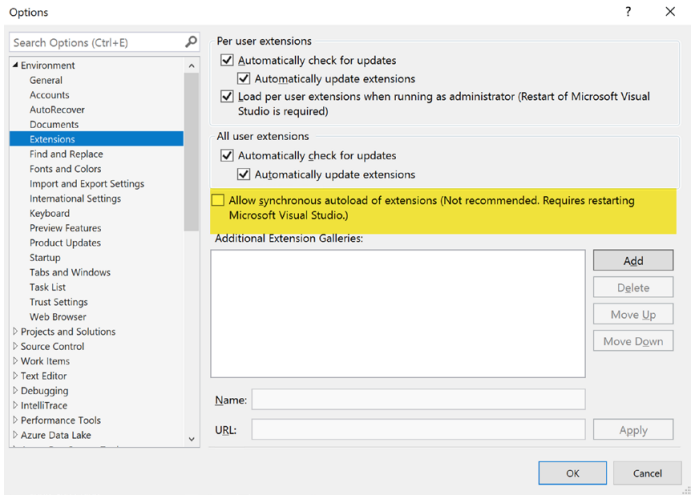 Options
?
Search Options (Ctrl+E)
Environment
General
Accounts
AutoRecover
Documents
Extensions
Find and Replace
Fonts and Colors
Import and Export Settings
International Settings
Keyboard
Preview Features
Product Updates
Startup
Tabs and Windows
Task List
Trust Settings
Web Browser
Projects and Solutions
Source Control
Work Items
Text Editor
Debugging
IntelliTrace
Performance Tools
Azure Data Lake
Per user extensions
Automatically check for updates
Automatically update extensions
Load per user extensions when running as administrator (Restart of Microsoft Visual
Studio is required)
All user extensions
Automatically check for updates
Automatically update extensions
Allow synchronous autoload of extensions (Not recommended. Requires restarting
Microsoft Visual Studio.)
Additional Extension Galleries:
Add
Delete
Move Up
Move Down
Name:
URL:
Apply
OK
Cancel